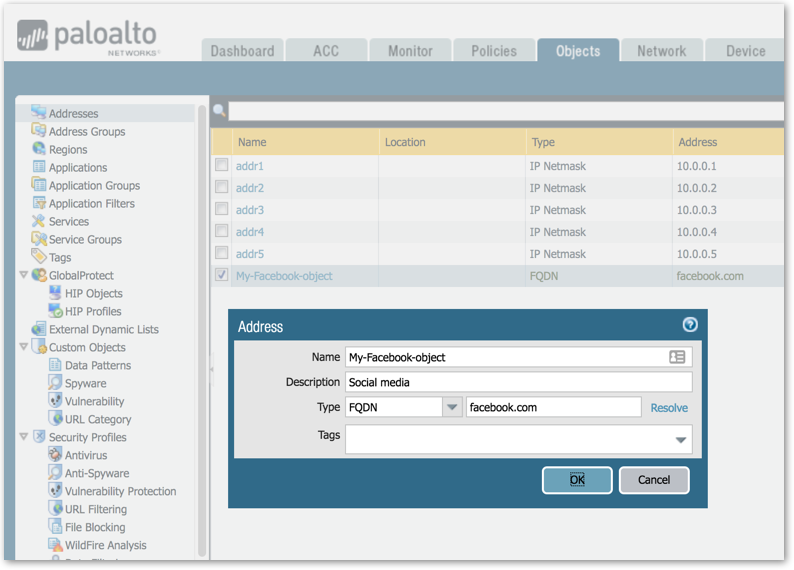 paloalto
NETWORKS®
Dashboard ACC Monitor Policies Objects Network Device
Addresses
Address Groups
Regions
Applications
Application Groups
Application Filters
Services
Service Groups
Tags
GlobalProtect
HIP Objects
HIP Profiles
External Dynamic Lists
Custom Objects
Data Patterns
Spyware
Vulnerability
URL Category
Security Profiles
Antivirus
Anti-Spyware
Vulnerability Protection
URL Filtering
File Blocking
WildFire Analysis
Name Location Type Address
addr1 IP Netmask 10.0.0.1
addr2 IP Netmask 10.0.0.2
addr3 IP Netmask 10.0.0.3
addr4 IP Netmask 10.0.0.4
addr5 IP Netmask 10.0.0.5
My-Facebook-object FQDN facebook.com
Address ?
Name My-Facebook-object
Description Social media
Type FQDN facebook.com Resolve
Tags
OK Cancel